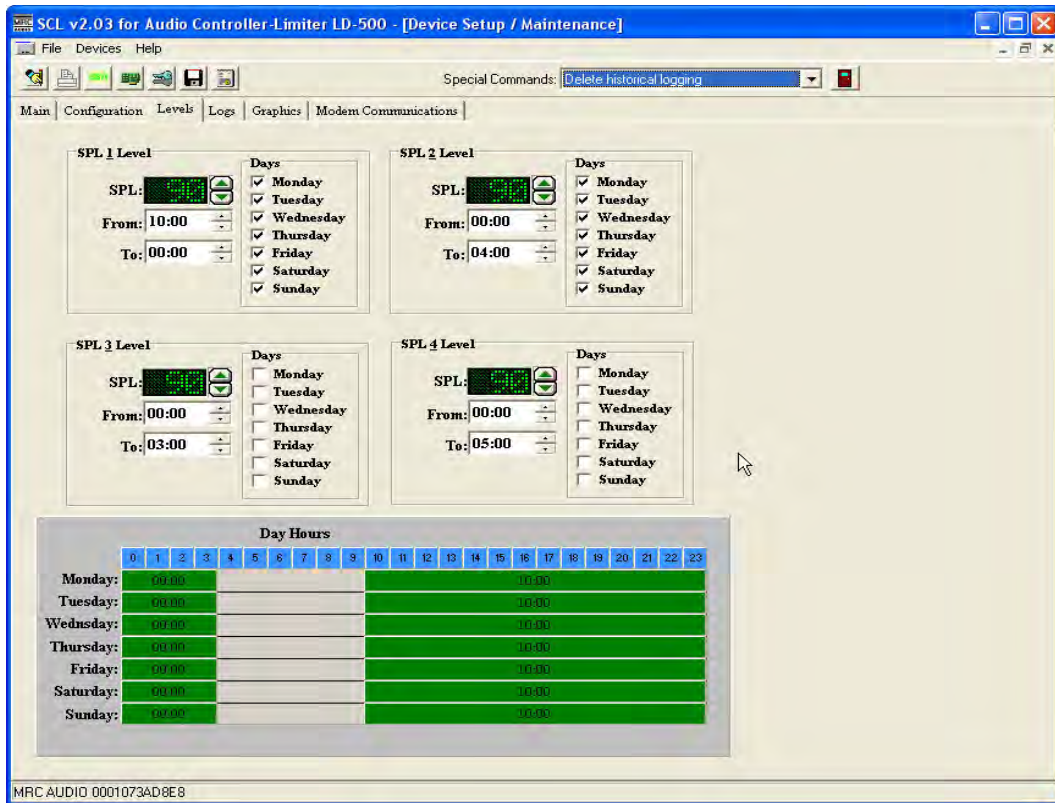 MRC AUDIO SCL v2.03 for Audio Controller-Limiter LD-500 - [Device Setup / Maintenance]
File Devices Help
Special Commands: Delete historical logging
Main Configuration Levels Logs Graphics Modem Communications
SPL 1 Level
SPL: 90
From: 10:00
To: 00:00
Days
Monday
Tuesday
Wednesday
Thursday
Friday
Saturday
Sunday
SPL 2 Level
SPL: 90
From: 00:00
To: 04:00
Days
Monday
Tuesday
Wednesday
Thursday
Friday
Saturday
Sunday
SPL 3 Level
SPL: 90
From: 00:00
To: 03:00
Days
Monday
Tuesday
Wednesday
Thursday
Friday
Saturday
Sunday
SPL 4 Level
SPL: 90
From: 00:00
To: 05:00
Days
Monday
Tuesday
Wednesday
Thursday
Friday
Saturday
Sunday
Day Hours
0 1 2 3 4 5 6 7 8 9 10 11 12 13 14 15 16 17 18 19 20 21 22 23
Monday: 00:00 10:00
Tuesday: 00:00 10:00
Wednsday: 00:00 10:00
Thursday: 00:00 10:00
Friday: 00:00 10:00
Saturday: 00:00 10:00
Sunday: 00:00 10:00
MRC AUDIO 0001073AD8E8